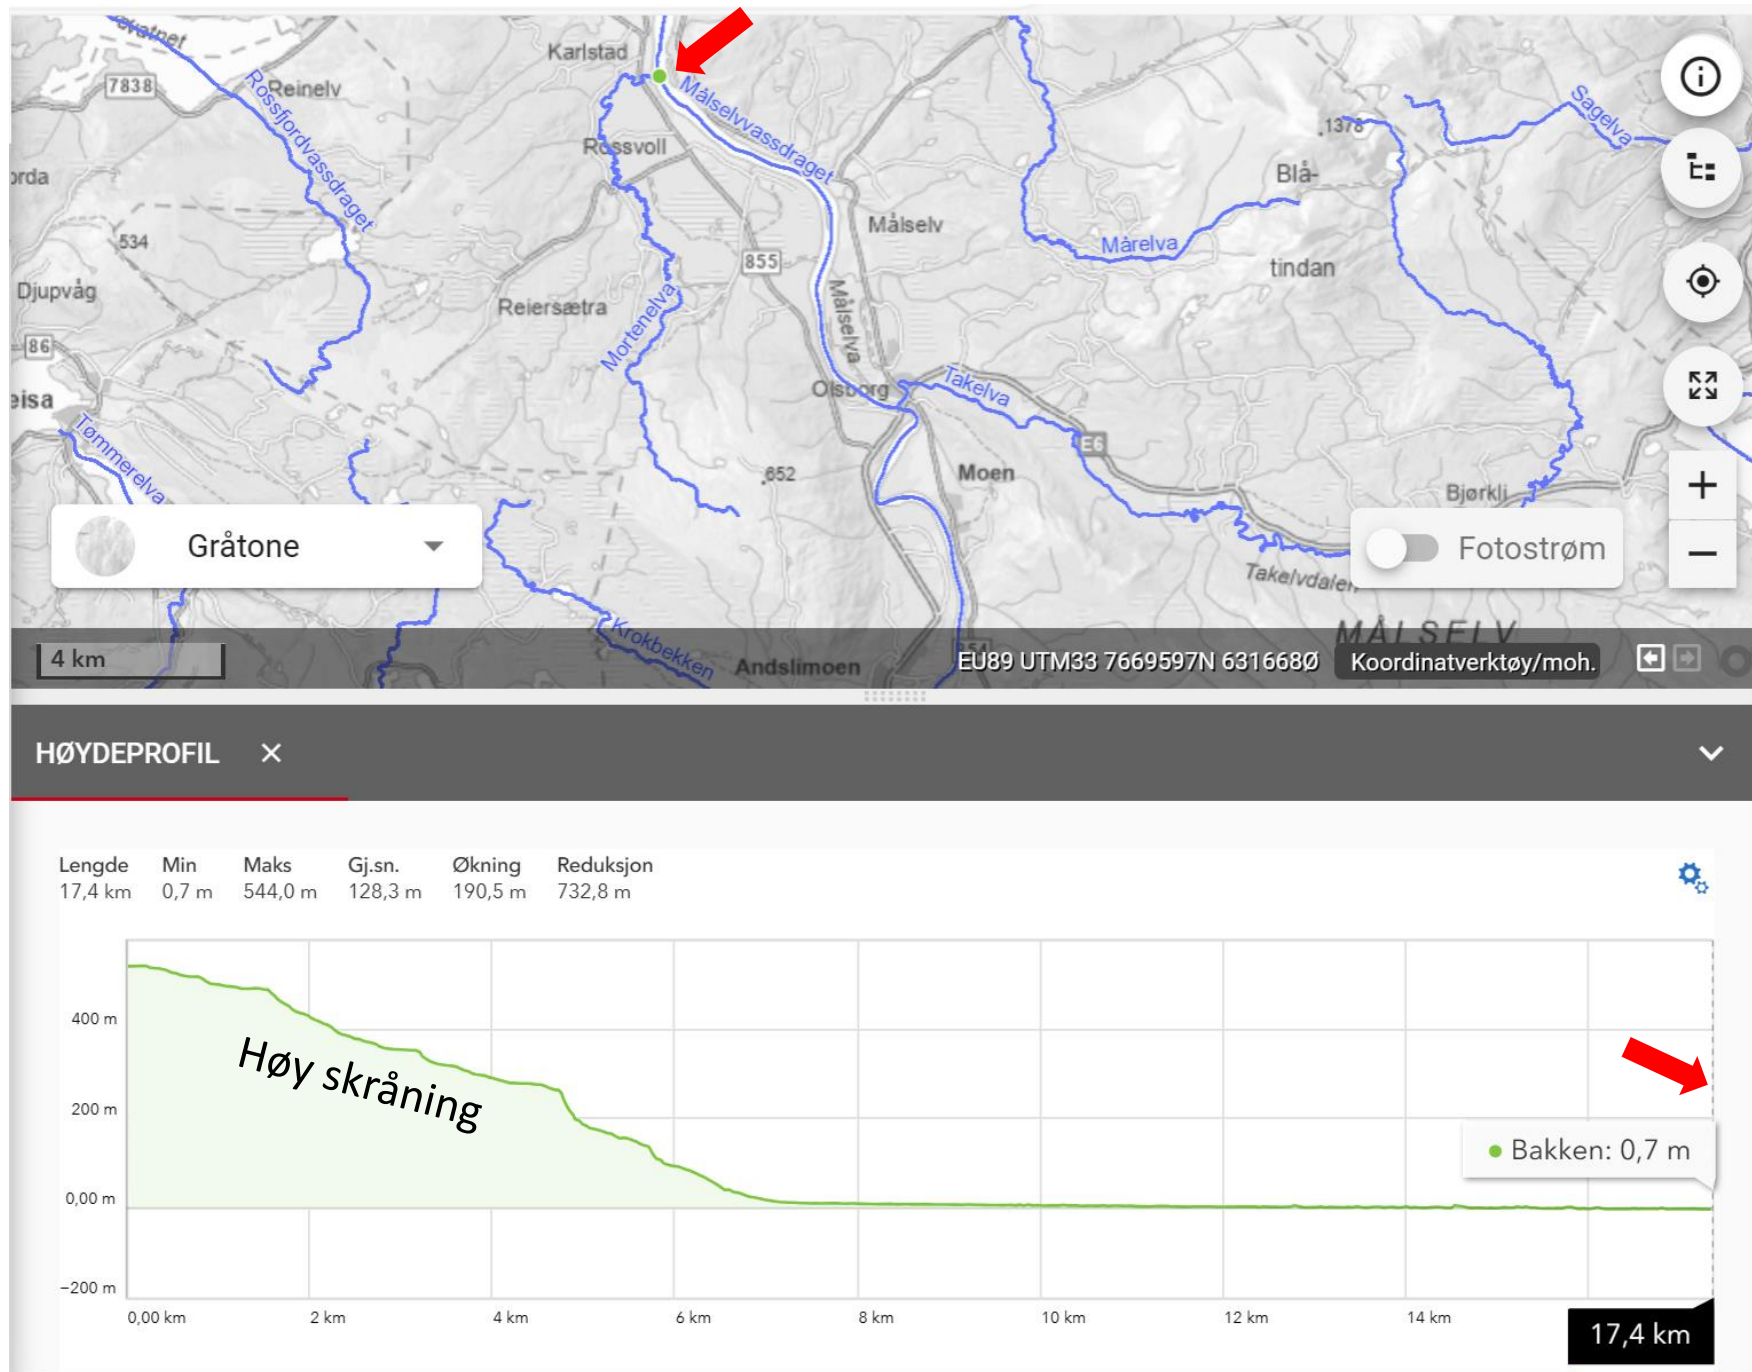 Karlstad
7838
Reinelv
Rossfjordvassdraget
Målselvvassdraget
Rossvoll
1378
Sagelva
Blå-
Målselv
Mårelva
tindan
534
855
Djupvåg
Reiersætra
Målselva
Mortenelva
86
Olsborg
Takelva
eisa
Tømmerelva
E6
652
Moen
Bjørkli
Gråtone
Fotostrøm
Takelvdalen
MÅLSELV
Krokbekken
Andslimoen
4 km
EU89 UTM33 7669597N 631668Ø
Koordinatverktøy/moh.
HØYDEPROFIL
Lengde Min Maks Gj.sn. Økning Reduksjon
17,4 km 0,7 m 544,0 m 128,3 m 190,5 m 732,8 m
400 m
Høy skråning
200 m
Bakken: 0,7 m
0,00 m
−200 m
0,00 km 2 km 4 km 6 km 8 km 10 km 12 km 14 km
17,4 km